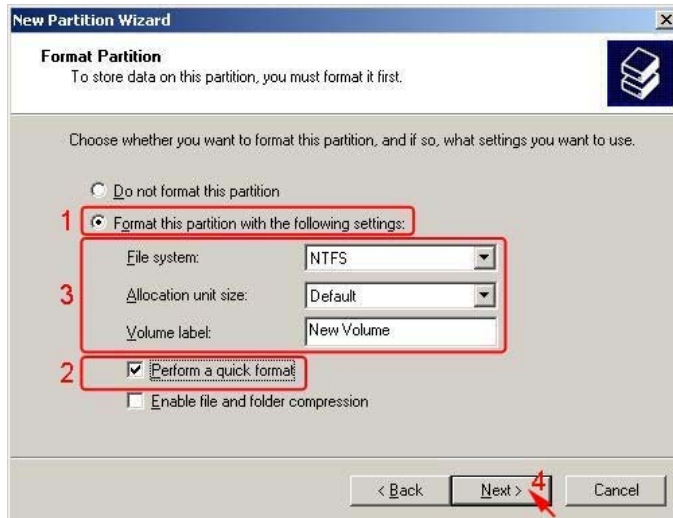 New Partition Wizard
Format Partition
To store data on this partition, you must format it first.
Choose whether you want to format this partition, and if so, what settings you want to use.
Do not format this partition
1 Format this partition with the following settings:
File system: NTFS
3 Allocation unit size: Default
Volume label: New Volume
2 Perform a quick format
Enable file and folder compression
< Back Next > 4 Cancel